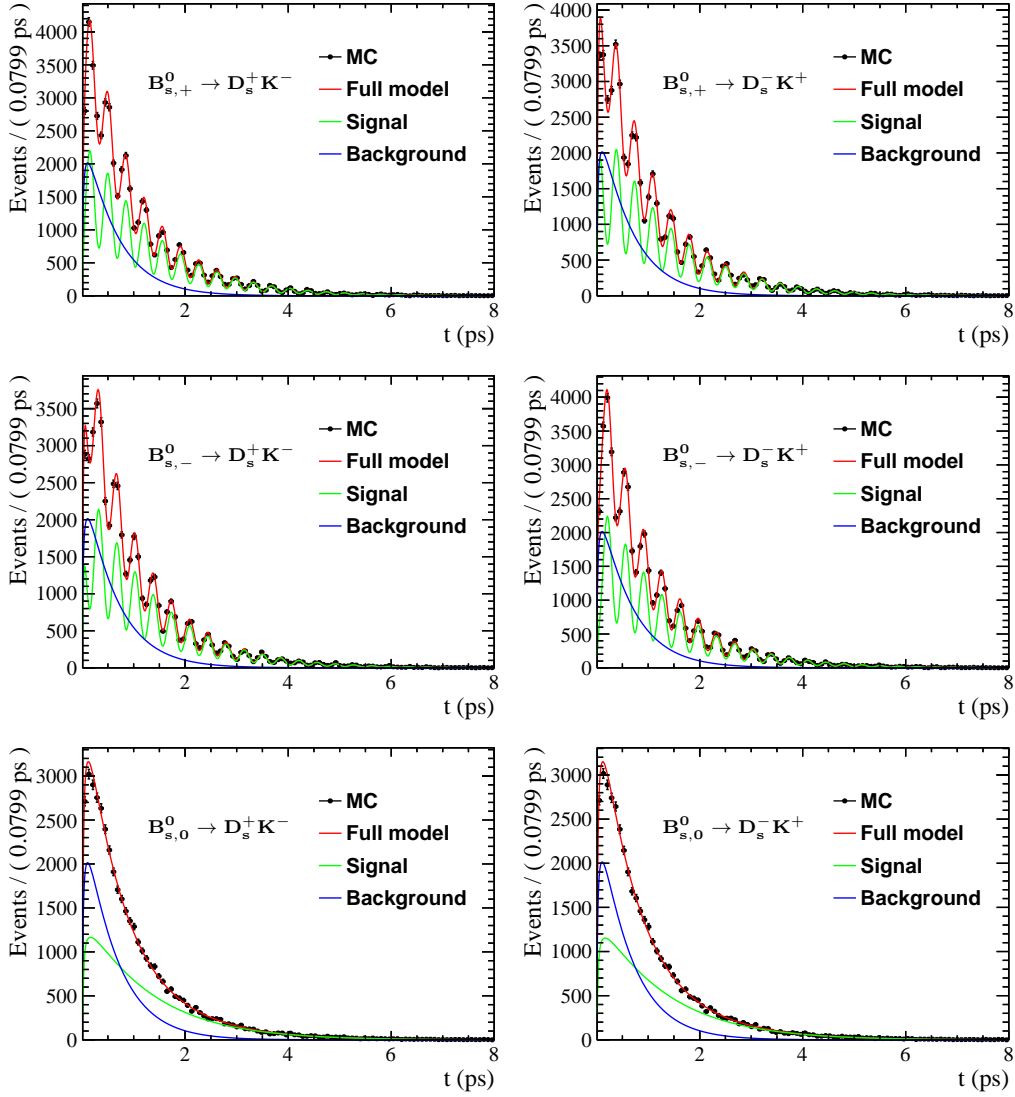 Events / ( 0.0799 ps )
4000
3500
3000
2500
2000
1500
1000
500
0
2
4
6
8
t (ps)
B⁰ₛ,₊ → D⁺ₛ K⁻
MC
Full model
Signal
Background
Events / ( 0.0799 ps )
4000
3500
3000
2500
2000
1500
1000
500
0
2
4
6
8
t (ps)
B⁰ₛ,₊ → D⁻ₛ K⁺
MC
Full model
Signal
Background
Events / ( 0.0799 ps )
3500
3000
2500
2000
1500
1000
500
0
2
4
6
8
t (ps)
B⁰ₛ,₋ → D⁺ₛ K⁻
MC
Full model
Signal
Background
Events / ( 0.0799 ps )
4000
3500
3000
2500
2000
1500
1000
500
0
2
4
6
8
t (ps)
B⁰ₛ,₋ → D⁻ₛ K⁺
MC
Full model
Signal
Background
Events / ( 0.0799 ps )
3000
2500
2000
1500
1000
500
0
2
4
6
8
t (ps)
B⁰ₛ,₀ → D⁺ₛ K⁻
MC
Full model
Signal
Background
Events / ( 0.0799 ps )
3000
2500
2000
1500
1000
500
0
2
4
6
8
t (ps)
B⁰ₛ,₀ → D⁻ₛ K⁺
MC
Full model
Signal
Background